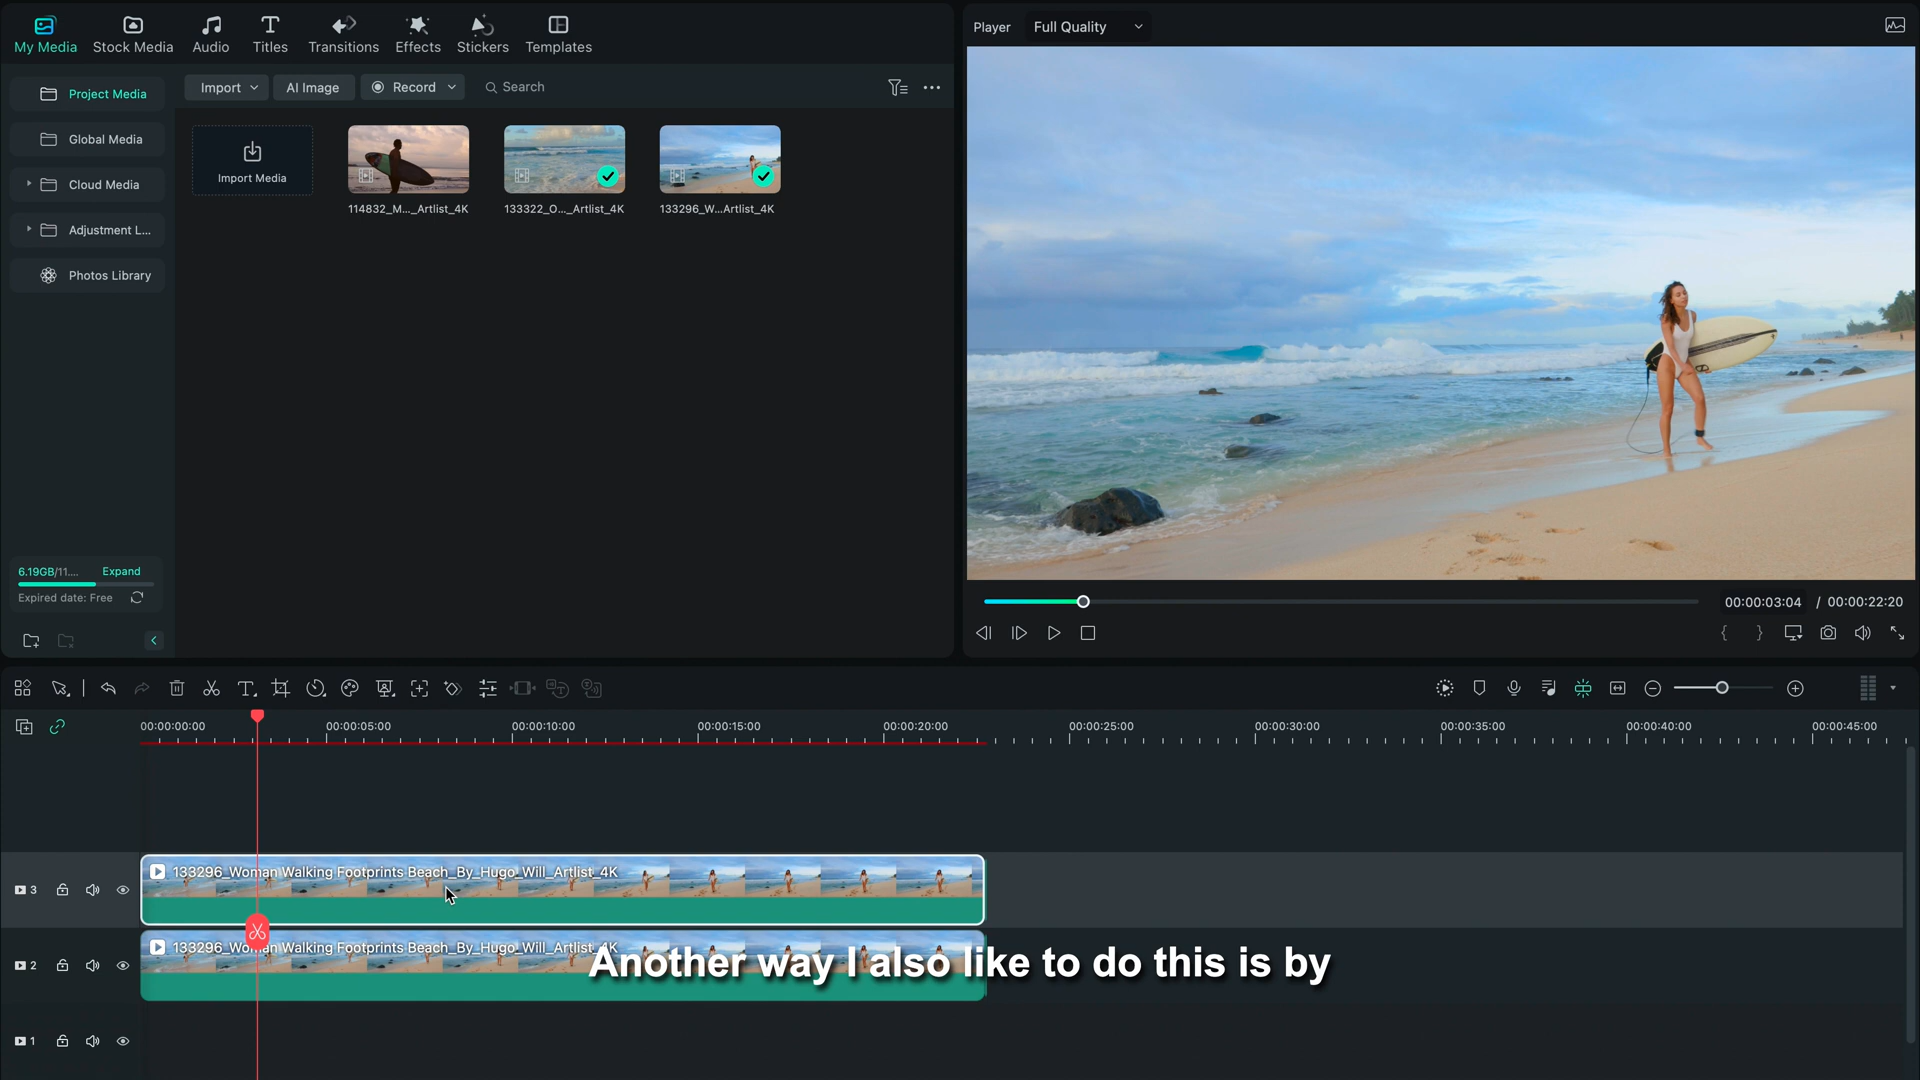 My Media
Stock Media
Audio
Titles
Transitions
Effects
Stickers
Templates
Player
Full Quality
Project Media
Import
AI Image
Record
Search
Global Media
Cloud Media
Adjustment L...
Photos Library
Import Media
114832_M..._Artlist_4K
133322_O..._Artlist_4K
133296_W...Artlist_4K
6.19GB/11....
Expand
Expired date: Free
00:00:03:04 / 00:00:22:20
00:00:00:00
00:00:05:00
00:00:10:00
00:00:15:00
00:00:20:00
00:00:25:00
00:00:30:00
00:00:35:00
00:00:40:00
00:00:45:00
133296_Woman Walking Footprints Beach_By_Hugo_Will_Artlist_4K
3
133296_Woman Walking Footprints Beach_By_Hugo_Will_Artlist_4K
2
Another way I also like to do this is by
1